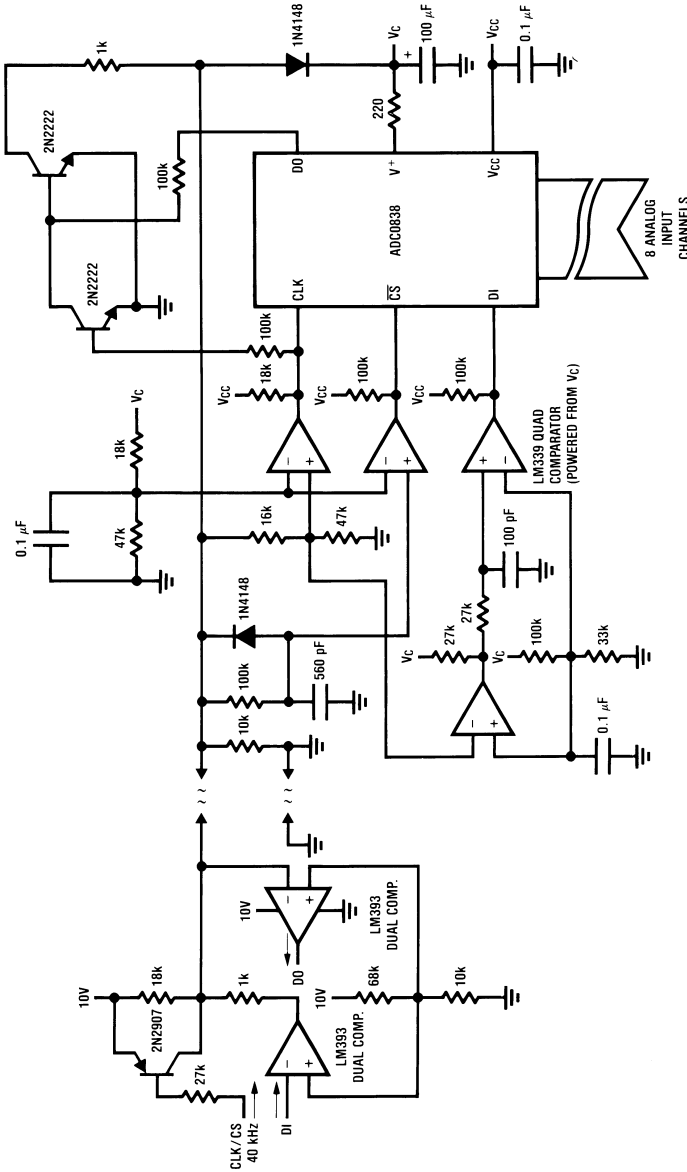 CLK/CS
40 kHz
DI
27k
2N2907
10V
18k
1k
LM393
DUAL COMP.
DO
10V
10V
68k
10k
LM393
DUAL COMP.
~
~
~
~
10k
100k
560 pF
1N4148
0.1 µF
47k
18k
VC
16k
47k
−
+
−
+
−
+
−
+
−
+
−
+
VC
27k
27k
100 pF
VC
100k
33k
0.1 µF
LM339 QUAD
COMPARATOR
(POWERED FROM VC)
VCC
18k
100k
VCC
100k
VCC
100k
2N2222
2N2222
1k
100k
CLK
CS
DI
ADC0838
DO
V+
VCC
8 ANALOG
INPUT
CHANNELS
1N4148
220
VC
+
100 µF
VCC
0.1 µF